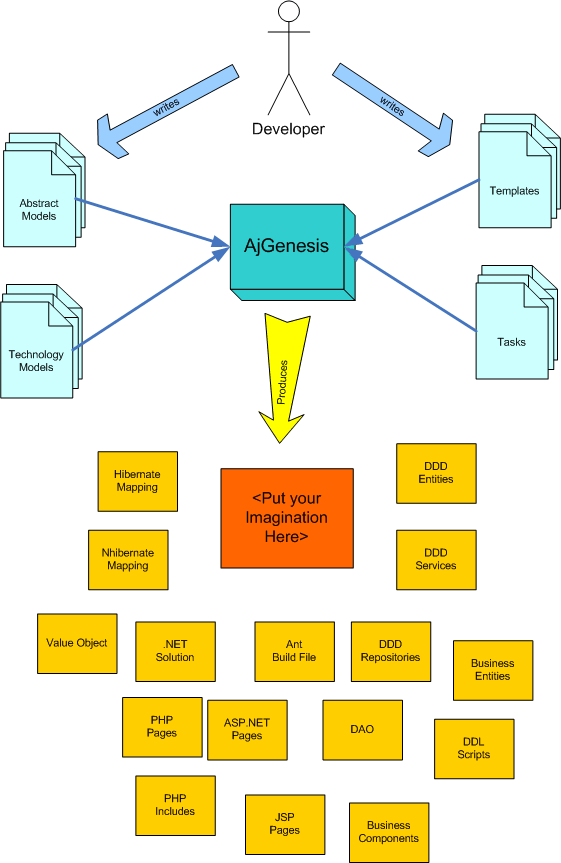 Developer
writes
writes
Abstract
Models
Templates
AjGenesis
Technology
Models
Tasks
Produces
Hibernate
Mapping
<Put your
Imagination
Here>
DDD
Entities
Nhibernate
Mapping
DDD
Services
Value Object
.NET
Solution
Ant
Build File
DDD
Repositories
Business
Entities
PHP
Pages
ASP.NET
Pages
DAO
DDL
Scripts
PHP
Includes
JSP
Pages
Business
Components